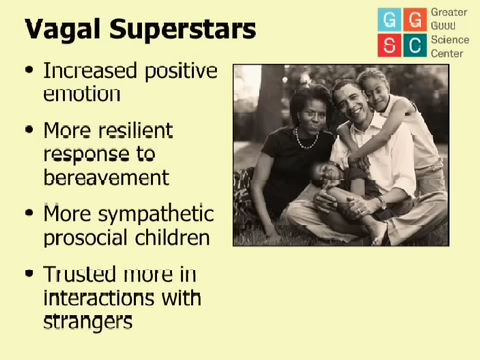 Vagal Superstars
G G
S C
Greater
Good
Science
Center
• Increased positive
emotion
• More resilient
response to
bereavement
• More sympathetic
prosocial children
• Trusted more in
interactions with
strangers